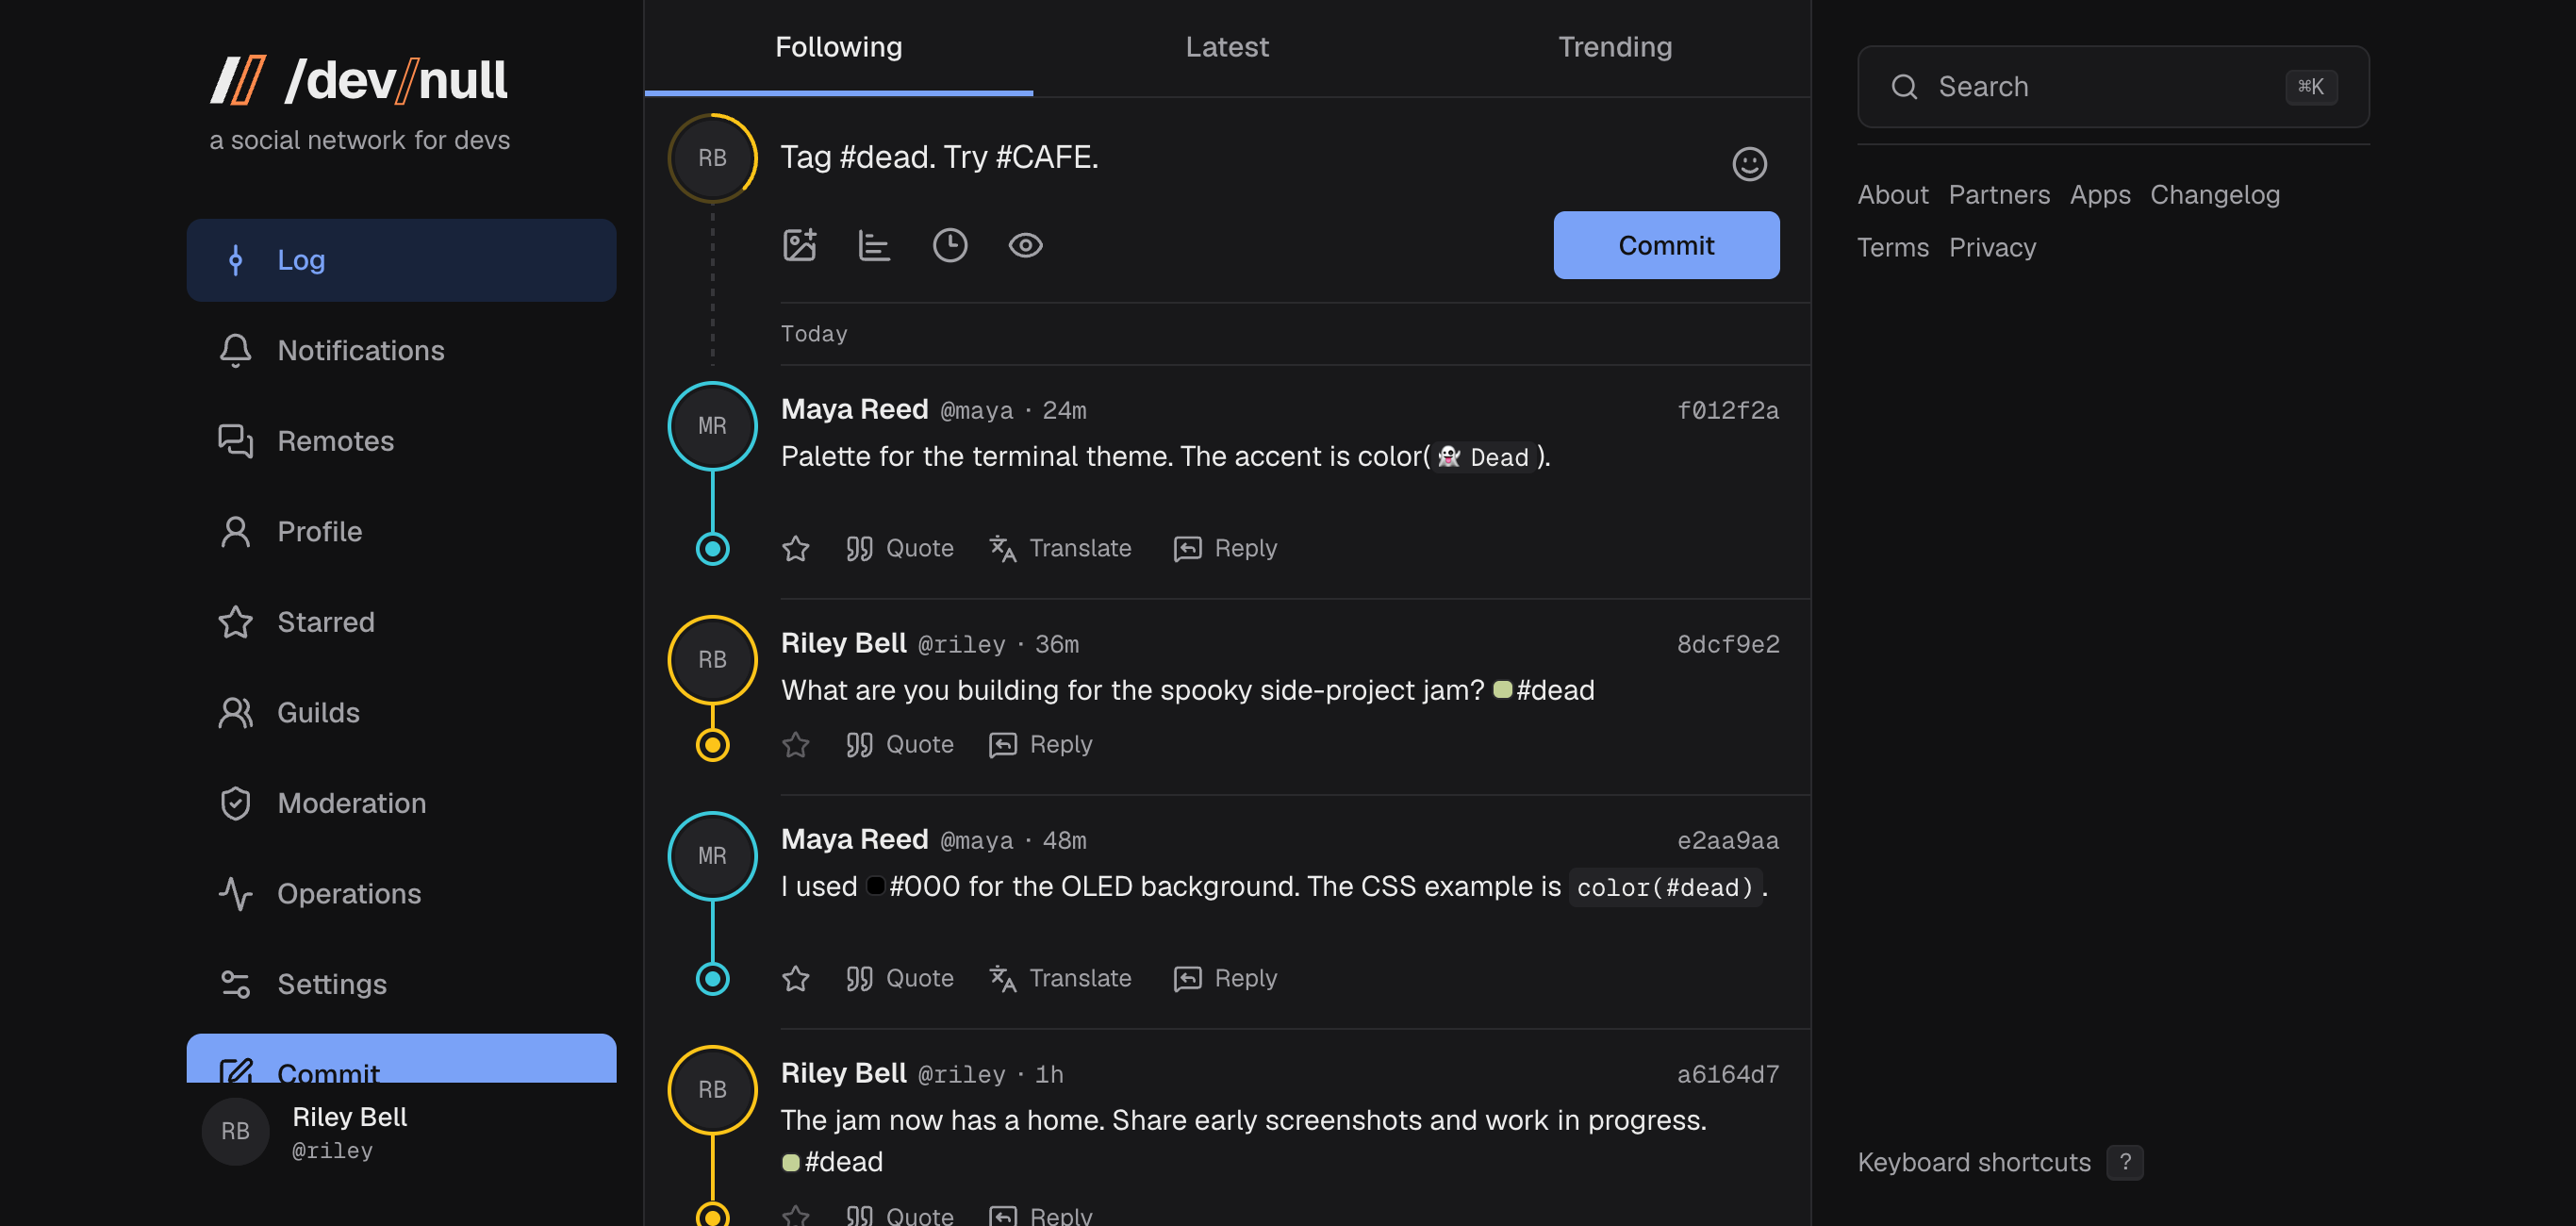 /dev//null
a social network for devs
Log
Notifications
Remotes
Profile
Starred
Guilds
Moderation
Operations
Settings
Commit
RB
Riley Bell
@riley
Following
Latest
Trending
RB
Tag #dead. Try #CAFE.
Commit
Today
MR
Maya Reed @maya · 24m
f012f2a
Palette for the terminal theme. The accent is color(👻 Dead).
Quote
Translate
Reply
RB
Riley Bell @riley · 36m
8dcf9e2
What are you building for the spooky side-project jam? #dead
Quote
Reply
MR
Maya Reed @maya · 48m
e2aa9aa
I used #000 for the OLED background. The CSS example is color(#dead).
Quote
Translate
Reply
RB
Riley Bell @riley · 1h
a6164d7
The jam now has a home. Share early screenshots and work in progress.
#dead
Quote
Reply
Search
⌘K
About Partners Apps Changelog
Terms Privacy
Keyboard shortcuts ?